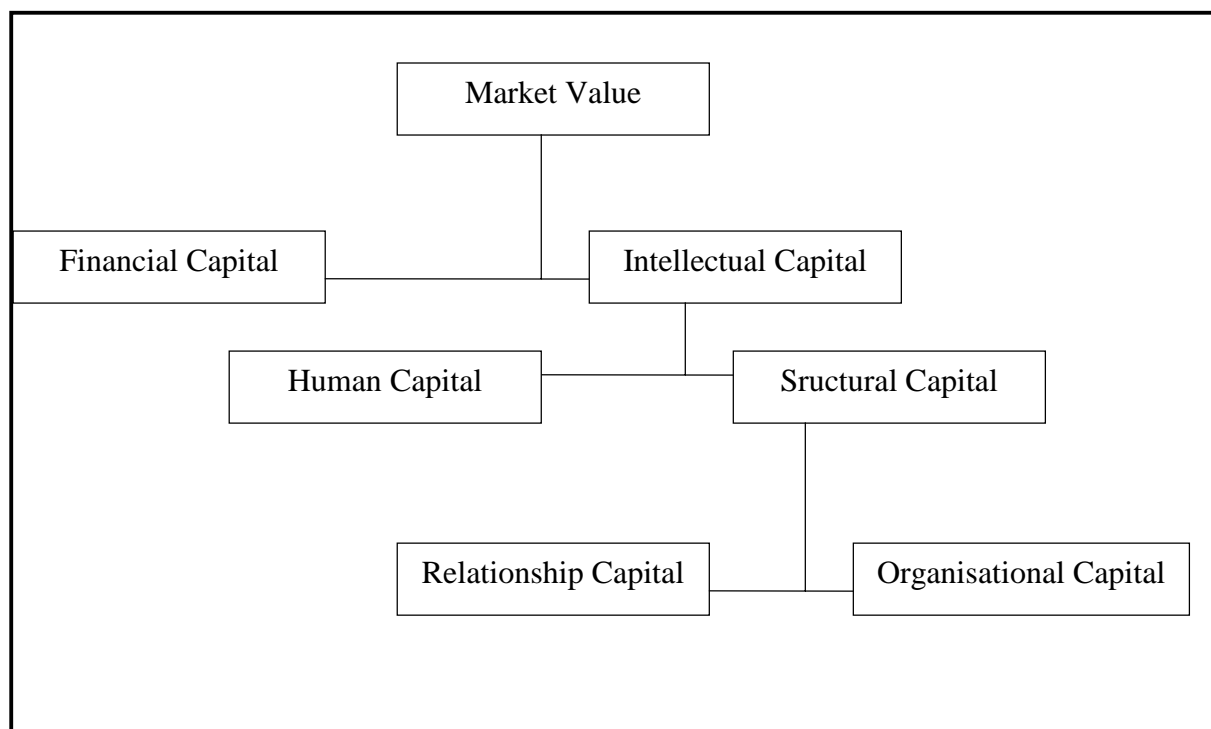 Market Value
Financial Capital
Intellectual Capital
Human Capital
Sructural Capital
Relationship Capital
Organisational Capital